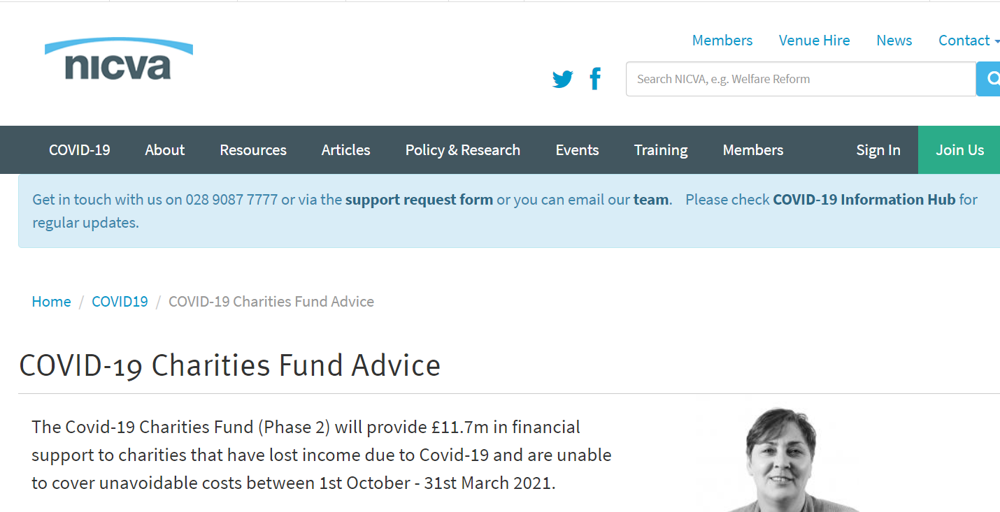 nicva
Members Venue Hire News Contact
Search NICVA, e.g. Welfare Reform
COVID-19 About Resources Articles Policy & Research Events Training Members Sign In Join Us
Get in touch with us on 028 9087 7777 or via the support request form or you can email our team. Please check COVID-19 Information Hub for
regular updates.
Home / COVID19 / COVID-19 Charities Fund Advice
COVID-19 Charities Fund Advice
The Covid-19 Charities Fund (Phase 2) will provide £11.7m in financial
support to charities that have lost income due to Covid-19 and are unable
to cover unavoidable costs between 1st October - 31st March 2021.